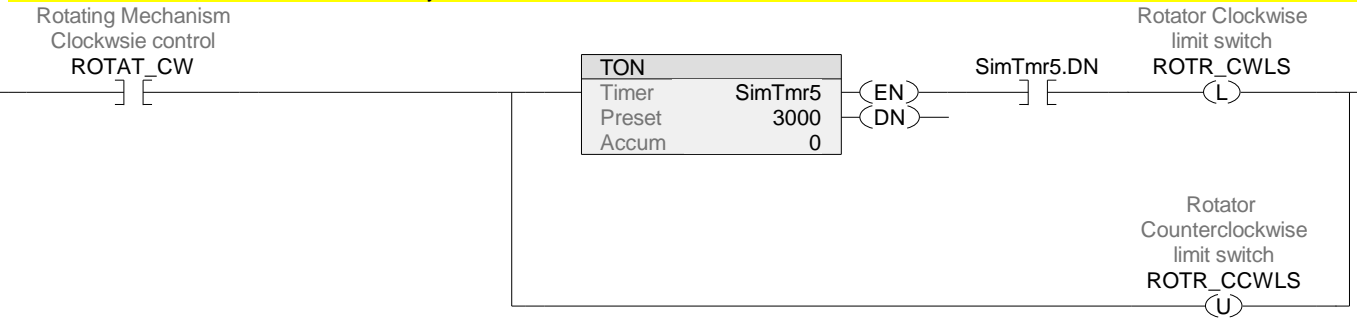 Rotating Mechanism
Clockwsie control
ROTAT_CW
TON
Timer SimTmr5
Preset 3000
Accum 0
EN
DN
SimTmr5.DN
Rotator Clockwise
limit switch
ROTR_CWLS
L
Rotator
Counterclockwise
limit switch
ROTR_CCWLS
U